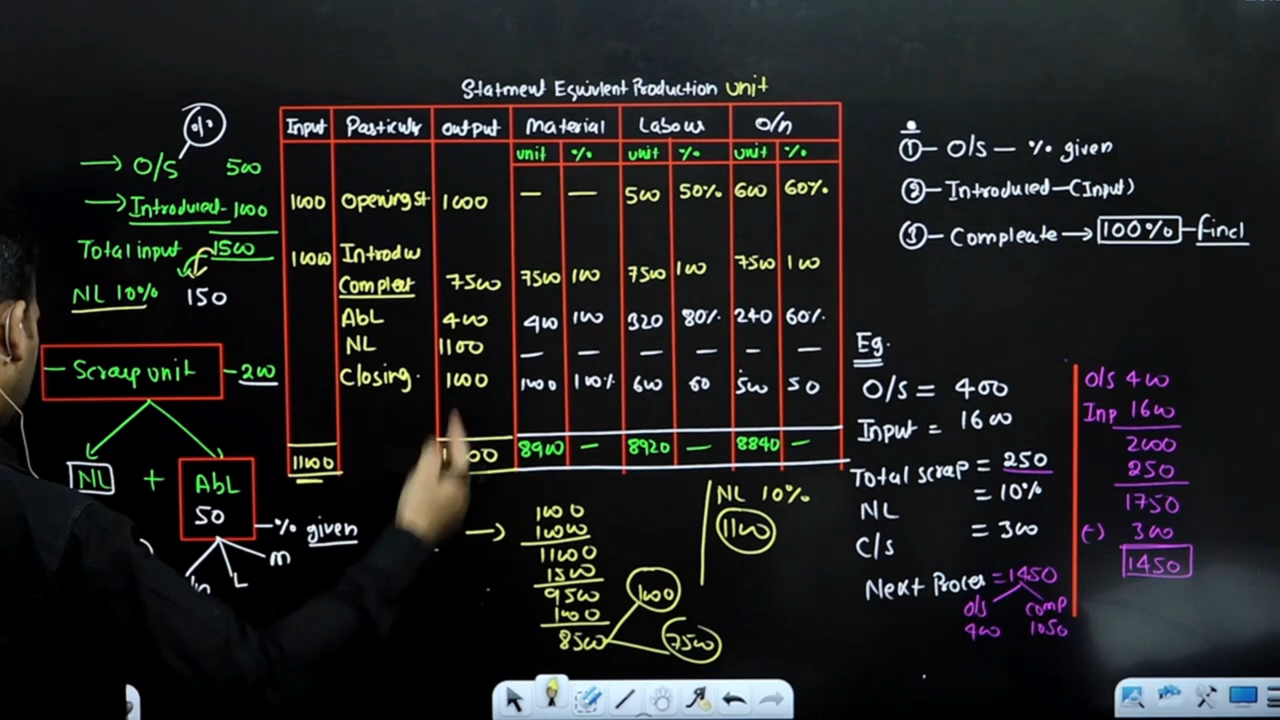 Statment Equivlent Production unit
Input Particulr output Material Labour O/n
unit % unit % unit %
1000 Opening st 1000 — — 500 50% 600 60%
10000 Introdu
Compleat 7500 7500 100 7500 100 7500 100
AbL 400 400 100 320 80% 240 60%
NL 1100 — — — — — —
Closing 1000 1000 100% 600 60 500 50
11000 8900 — 8920 — 8840 —
O/S 500
Introduced - 1000
Total input 1500
NL 10% 150
Scrap unit - 200
NL + AbL
50 - % given
L m
1000
10000
11000
1500
9500
1000
8500
1000
7500
NL 10%
1100
① - O/S - % given
② - Introduced - (Input)
③ - Compleate → 100% - final
Eg.
O/S = 400
Input = 1600
Total scrap = 250
NL = 10%
C/S = 300
Next Proces = 1450
O/S comp
400 1050
O/S 400
Inp 1600
2000
250
1750
(-) 300
1450